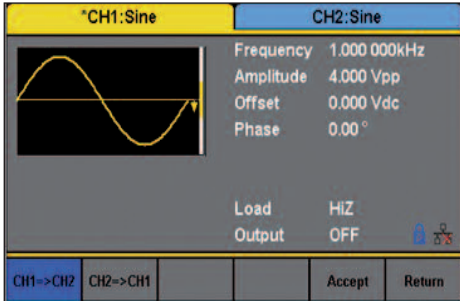 *CH1:Sine
CH2:Sine
Frequency 1.000 000kHz
Amplitude 4.000 Vpp
Offset 0.000 Vdc
Phase 0.00°
Load HiZ
Output OFF
CH1=>CH2 CH2=>CH1 Accept Return